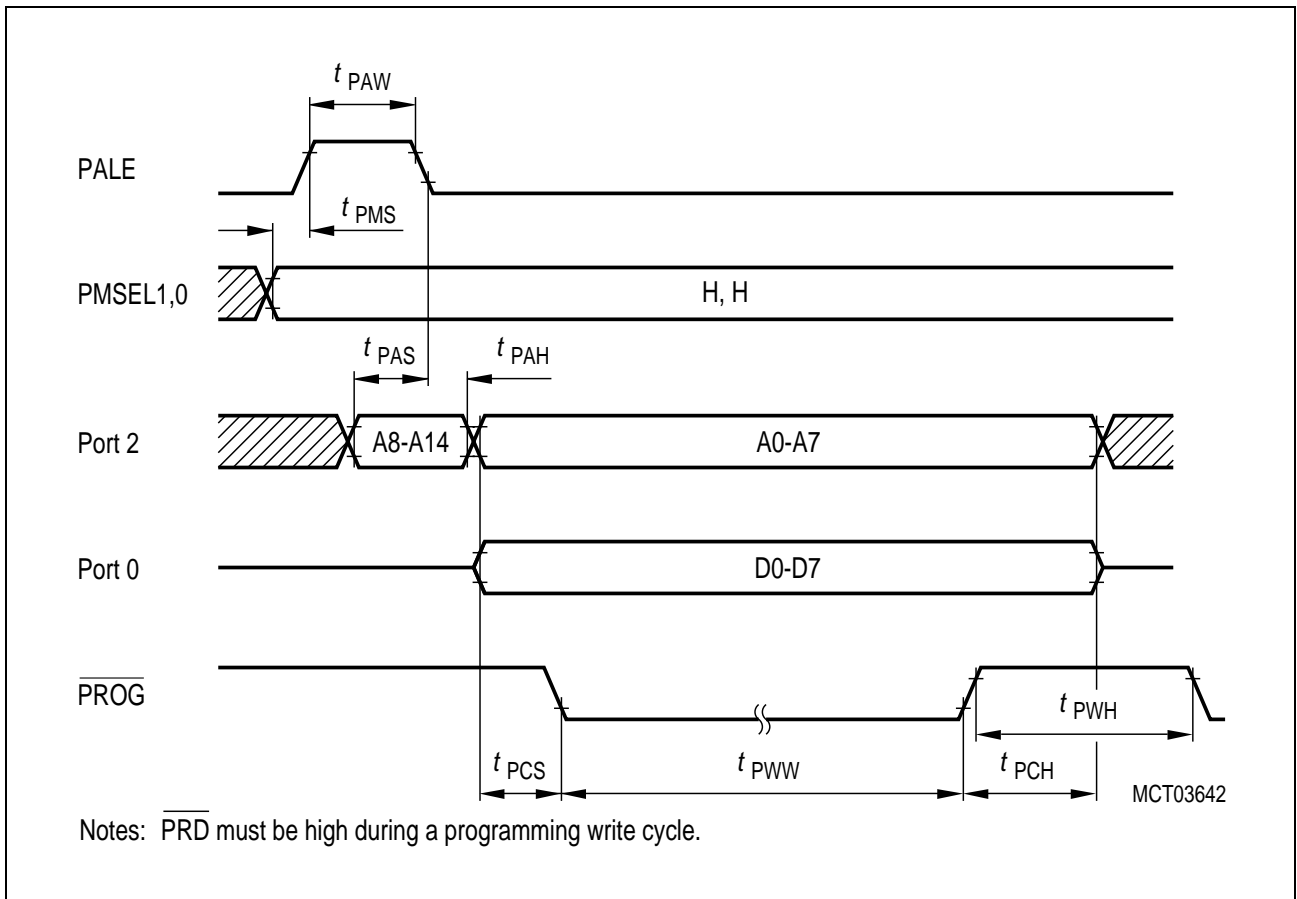 t PAW
PALE
t PMS
PMSEL1,0
H, H
t PAS
t PAH
Port 2
A8-A14
A0-A7
Port 0
D0-D7
PROG
t PWH
t PCS
t PWW
t PCH
MCT03642
Notes: PRD must be high during a programming write cycle.